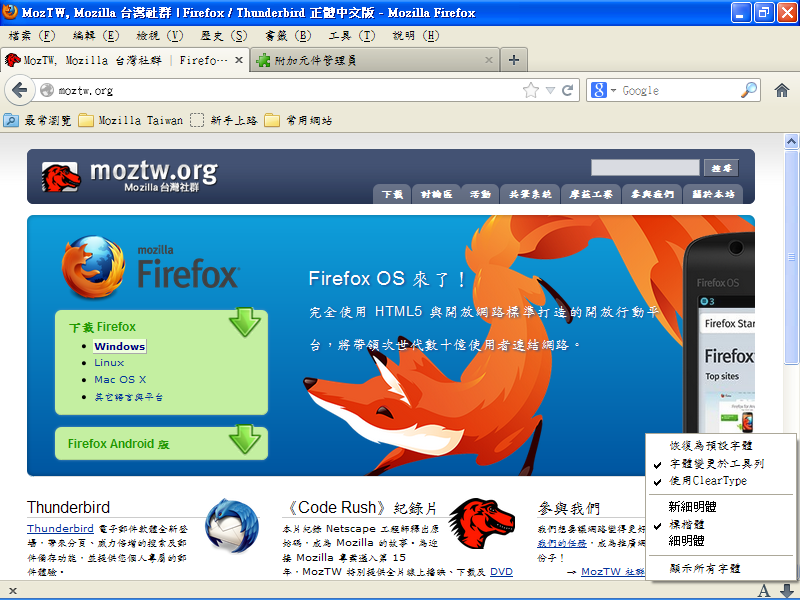 MozTW, Mozilla 台灣社群 | Firefox / Thunderbird 正體中文版 - Mozilla Firefox
檔案 (F) 編輯 (E) 檢視 (V) 歷史 (S) 書籤 (B) 工具 (T) 說明 (H)
MozTW, Mozilla 台灣社群 | Firefo… 附加元件管理員
moztw.org Google
最常瀏覽 Mozilla Taiwan 新手上路 常用網站
moztw.org
Mozilla 台灣社群
搜尋
下載 討論區 活動 共筆系統 摩茲工寮 參與我們 關於本站
mozilla
Firefox
Firefox OS 來了！
完全使用 HTML5 與開放網路標準打造的開放行動平
台，將帶領次世代數十億使用者連結網路。
下載 Firefox
Windows
Linux
Mac OS X
其它語言與平台
Firefox Android 版
Firefox OS
3
Firefox Star
Firefox
Top sites
恢復為預設字體
字體變更於工具列
使用ClearType
新細明體
標楷體
細明體
顯示所有字體
Thunderbird
Thunderbird 電子郵件軟體全新登
場，帶來分頁、威力倍增的搜索及郵
件備存功能，並提供您個人專屬的郵
件體驗。
《Code Rush》紀錄片
本片紀錄 Netscape 工程師釋出原
始碼，成為 Mozilla 的故事。為迎
接 Mozilla 專案邁入第 15
年，MozTW 特別提供全片線上播映、下載及 DVD
參與我們
我們想要讓網路變得更好
我們的任務，成為推廣網
份子！
→ MozTW 社群
A